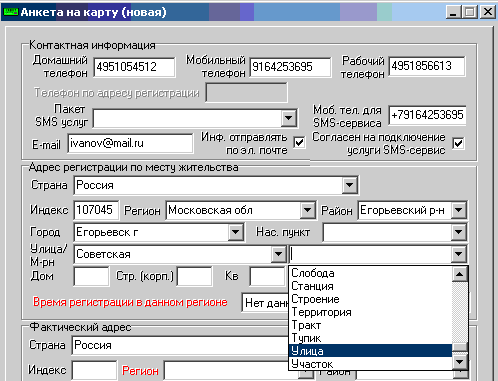 Анкета на карту (новая)
Контактная информация
Домашний телефон 4951054512 Мобильный телефон 9164253695 Рабочий телефон 4951856613
Телефон по адресу регистрации
Пакет SMS услуг Моб. тел. для SMS-сервиса +79164253695
E-mail ivanov@mail.ru Инф. отправлять по эл. почте Согласен на подключение услуги SMS-сервис
Адрес регистрации по месту жительства
Страна Россия
Индекс 107045 Регион Московская обл Район Егорьевский р-н
Город Егорьевск г Нас. пункт
Улица/ М-рн Советская
Дом Стр. (корп.) Кв
Слобода
Станция
Строение
Территория
Тракт
Тупик
Улица
Участок
Время регистрации в данном регионе Нет данн
Фактический адрес
Страна Россия
Индекс Регион